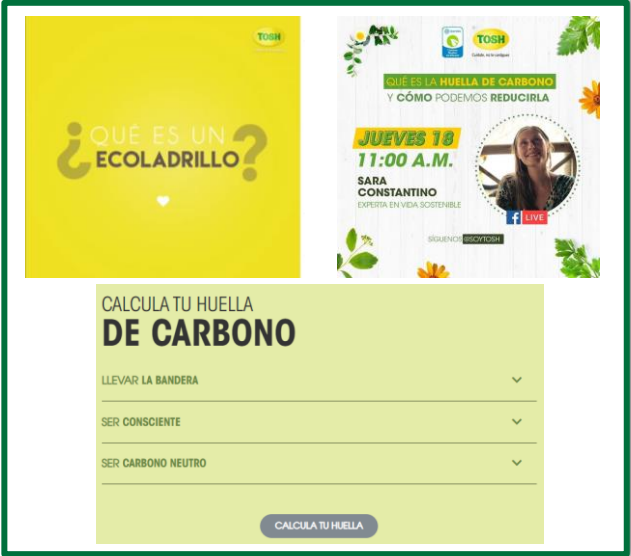 TOSH
¿QUÉ ES UN
ECOLADRILLO?
TOSH
QUÉ ES LA HUELLA DE CARBONO
Y CÓMO PODEMOS REDUCIRLA
JUEVES 18
11:00 A.M.
SARA
CONSTANTINO
EXPERTA EN VIDA SOSTENIBLE
f LIVE
SÍGUENOS @SOYTOSH
CALCULA TU HUELLA
DE CARBONO
LLEVAR LA BANDERA
SER CONSCIENTE
SER CARBONO NEUTRO
CALCULA TU HUELLA